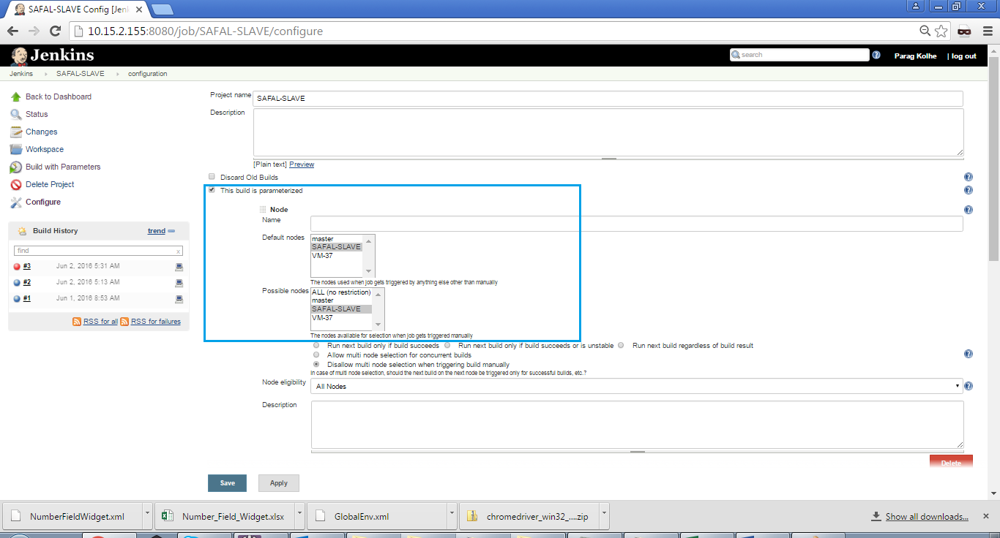 SAFAL-SLAVE Config [Jen
10.15.2.155:8080/job/SAFAL-SLAVE/configure
Jenkins
search
Parag Kolhe
| log out
Jenkins
SAFAL-SLAVE
configuration
Back to Dashboard
Status
Changes
Workspace
Build with Parameters
Delete Project
Configure
Build History
trend
find
x
#3 Jun 2, 2016 5:31 AM
#2 Jun 2, 2016 5:13 AM
#1 Jun 1, 2016 8:53 AM
RSS for all
RSS for failures
Project name
SAFAL-SLAVE
Description
[Plain text] Preview
Discard Old Builds
This build is parameterized
Node
Name
Default nodes
master
SAFAL-SLAVE
VM-37
The nodes used when job gets triggered by anything else other than manually
Possible nodes
ALL (no restriction)
master
SAFAL-SLAVE
VM-37
The nodes available for selection when job gets triggered manually
Run next build only if build succeeds
Run next build only if build succeeds or is unstable
Run next build regardless of build result
Allow multi node selection for concurrent builds
Disallow multi node selection when triggering build manually
In case of multi node selection, should the next build on the next node be triggered only for successful builds, etc.?
Node eligibility
All Nodes
Description
Delete
Save
Apply
NumberFieldWidget.xml
Number_Field_Widget.xlsx
GlobalEnv.xml
chromedriver_win32_....zip
Show all downloads...